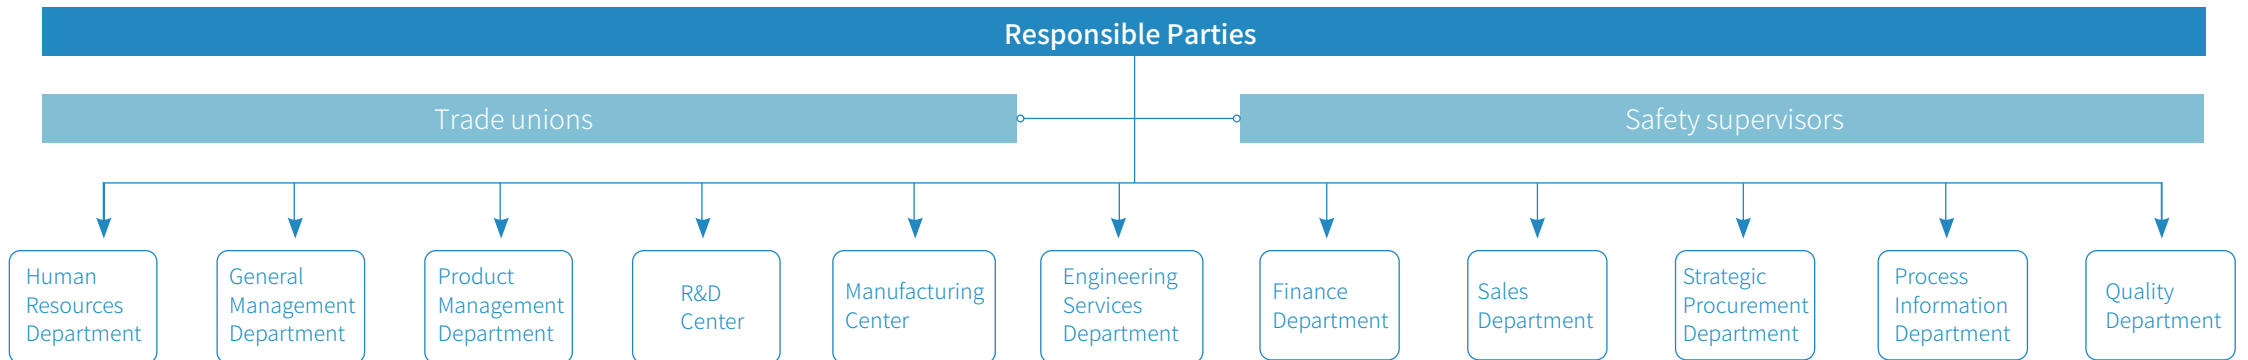 Responsible Parties
Trade unions
Safety supervisors
Human
Resources
Department
General
Management
Department
Product
Management
Department
R&D
Center
Manufacturing
Center
Engineering
Services
Department
Finance
Department
Sales
Department
Strategic
Procurement
Department
Process
Information
Department
Quality
Department